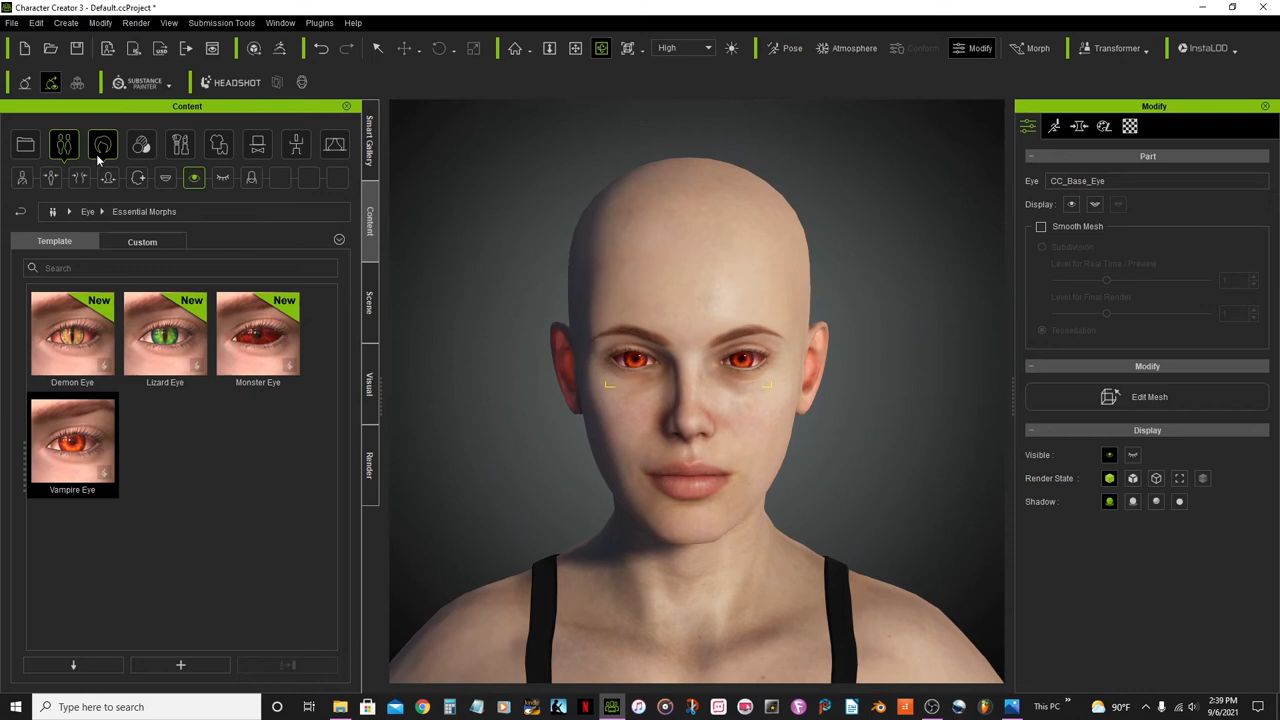 Character Creator 3 - Default.ccProject *
File Edit Create Modify Render View Submission Tools Window Plugins Help
High Pose Atmosphere Conform Modify Morph Transformer InstaLOD
SUBSTANCE PAINTER HEADSHOT
Content
Modify
Smart Gallery
Content
Scene
Visual
Render
Eye Essential Morphs
Template Custom
Search
New New New
Demon Eye Lizard Eye Monster Eye
Vampire Eye
Part
Eye CC_Base_Eye
Display:
Smooth Mesh
Subdivision
Level for Real Time / Preview
1
Level for Final Render
1
Tessellation
Modify
Edit Mesh
Display
Visible :
Render State :
Shadow :
Type here to search
This PC
90°F
2:39 PM
9/6/2021